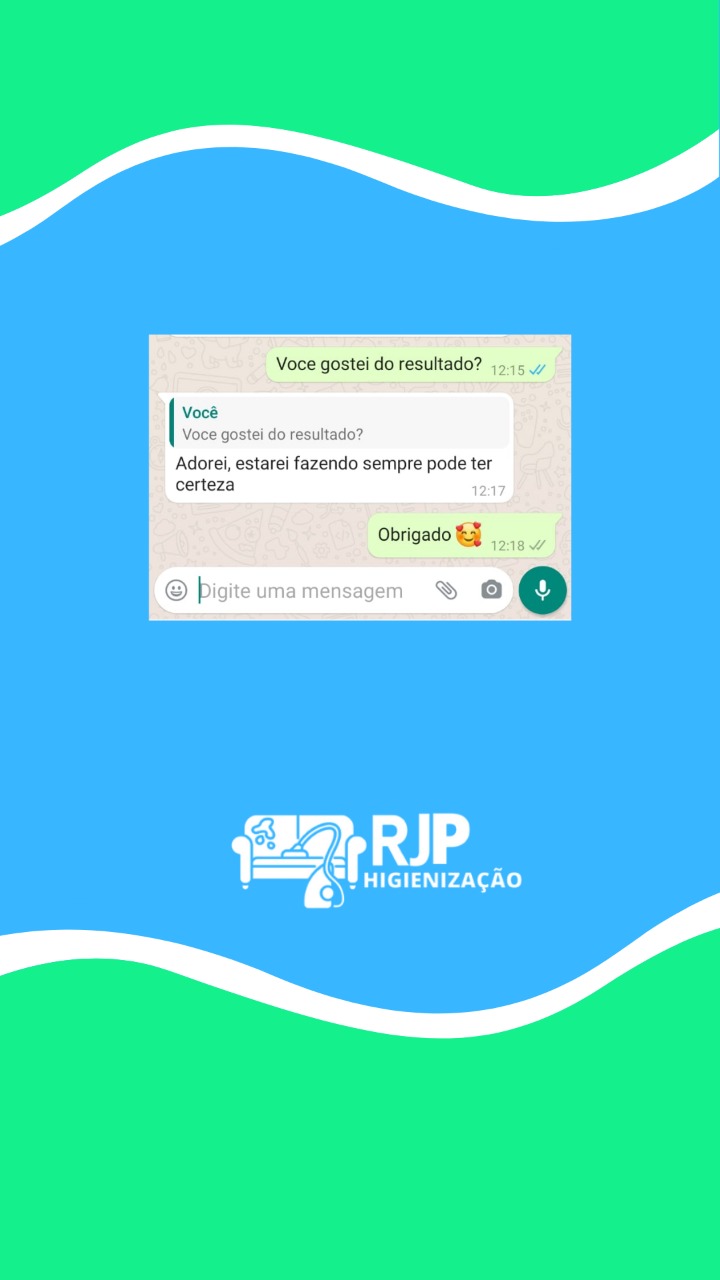 Voce gostei do resultado? 12:15
Você
Voce gostei do resultado?
Adorei, estarei fazendo sempre pode ter
certeza 12:17
Obrigado 🥰 12:18
Digite uma mensagem
RJP
HIGIENIZAÇÃO